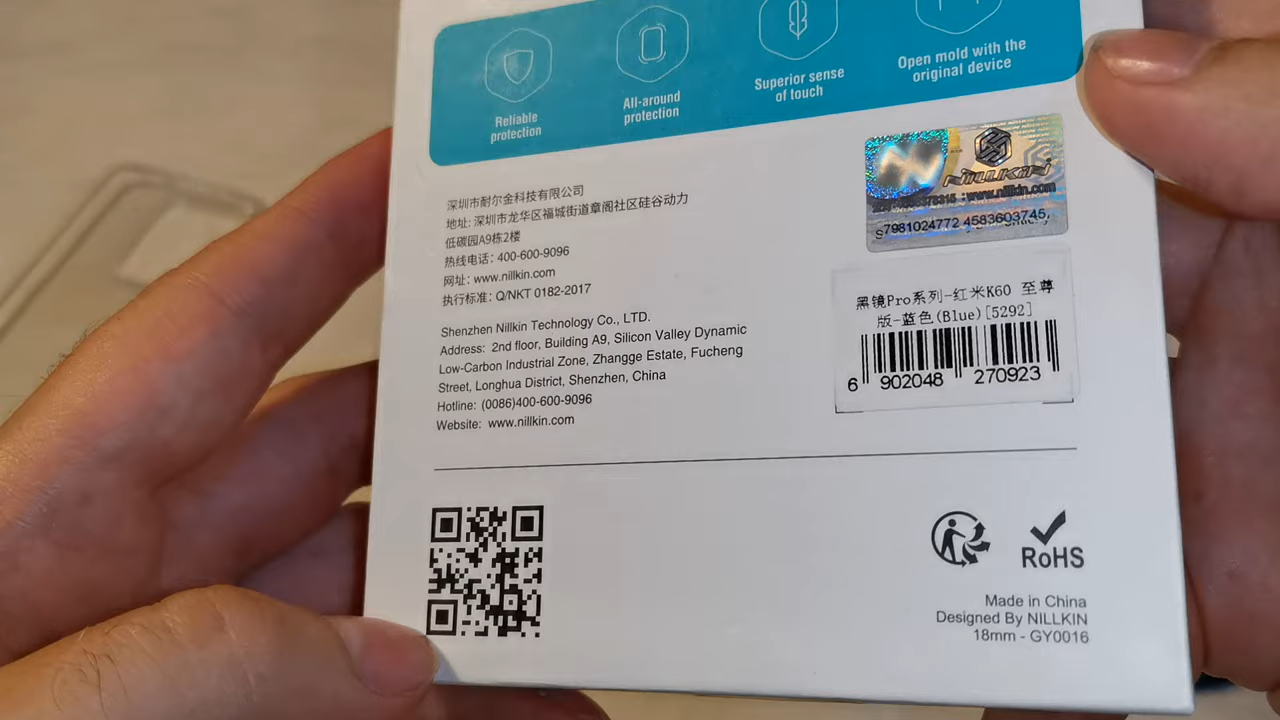 Reliable
protection
All-around
protection
Superior sense
of touch
Open mold with the
original device
NILLKIN
www.nillkin.com
S7981024772 4583603745,
深圳市耐尔金科技有限公司
地址: 深圳市龙华区福城街道章阁社区硅谷动力
低碳园A9栋2楼
热线电话: 400-600-9096
网址: www.nillkin.com
执行标准: Q/NKT 0182-2017
Shenzhen Nillkin Technology Co., LTD.
Address: 2nd floor, Building A9, Silicon Valley Dynamic
Low-Carbon Industrial Zone, Zhangge Estate, Fucheng
Street, Longhua District, Shenzhen, China
Hotline: (0086)400-600-9096
Website: www.nillkin.com
黑镜Pro系列-红米K60 至尊
版-蓝色(Blue)[5292]
6 902048 270923
RoHS
Made in China
Designed By NILLKIN
18mm - GY0016